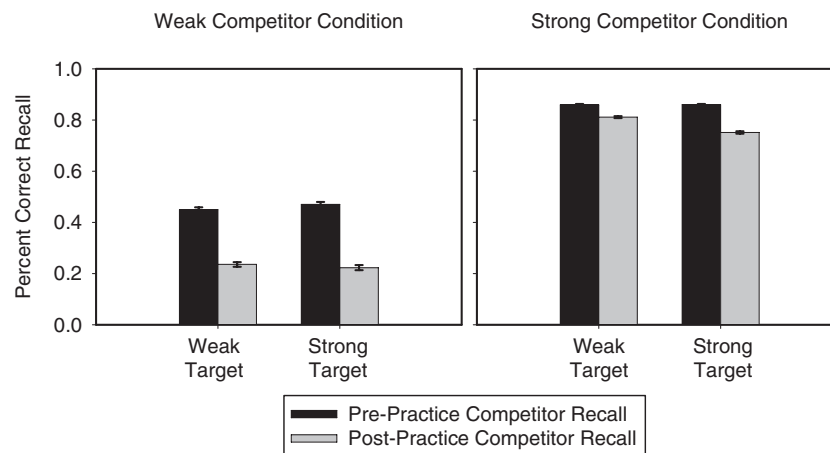 Weak Competitor Condition
Strong Competitor Condition
Percent Correct Recall
1.0
0.8
0.6
0.4
0.2
0.0
Weak
Target
Strong
Target
Weak
Target
Strong
Target
Pre-Practice Competitor Recall
Post-Practice Competitor Recall